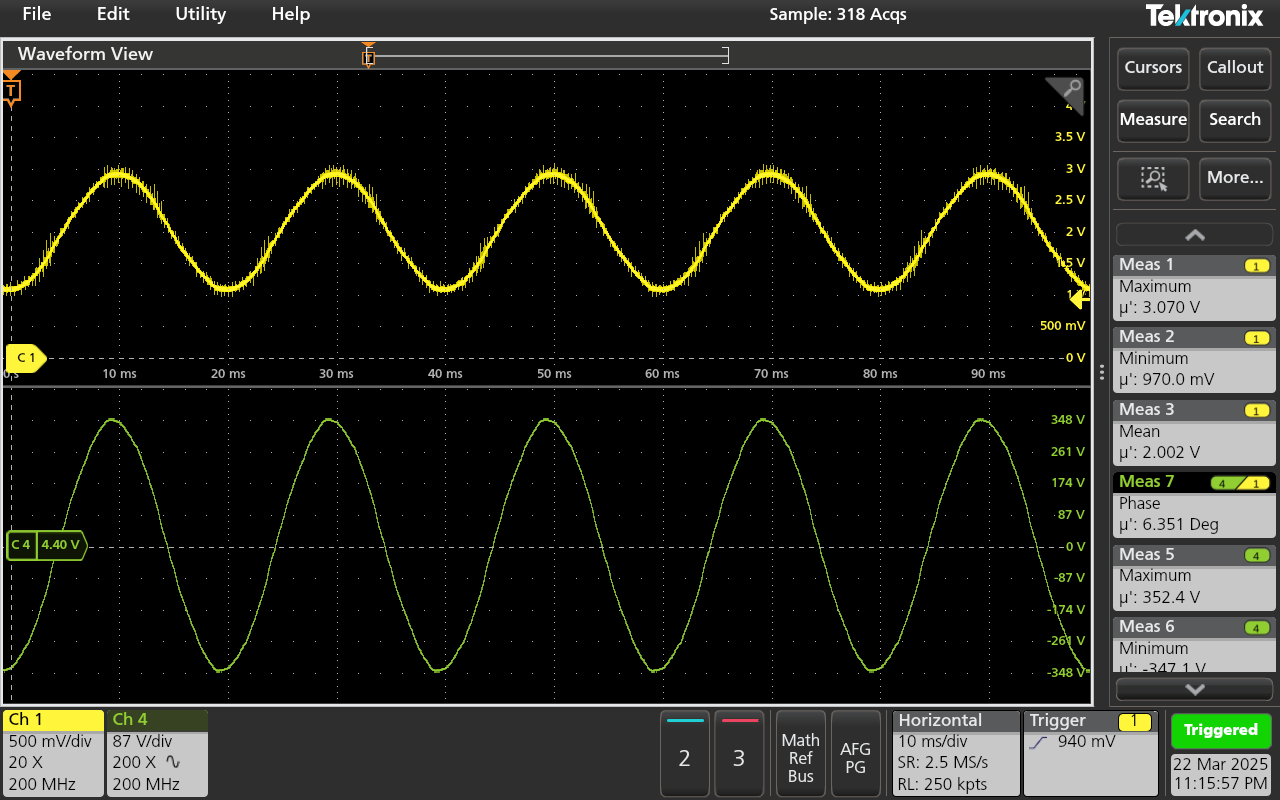 File Edit Utility Help Sample: 318 Acqs Tektronix
Waveform View
T
T
3.5 V
3 V
2.5 V
2 V
500 mV
0 V
C 1
10 ms 20 ms 30 ms 40 ms 50 ms 60 ms 70 ms 80 ms 90 ms
348 V
261 V
174 V
87 V
0 V
C 4 4.40 V
-87 V
-174 V
-261 V
-348 V
Cursors Callout
Measure Search
More...
Meas 1 1
Maximum
µ': 3.070 V
Meas 2 1
Minimum
µ': 970.0 mV
Meas 3 1
Mean
µ': 2.002 V
Meas 7 4 1
Phase
µ': 6.351 Deg
Meas 5 4
Maximum
µ': 352.4 V
Meas 6 4
Minimum
µ': -347.1 V
Ch 1
500 mV/div
20 X
200 MHz
Ch 4
87 V/div
200 X
200 MHz
2
3
Math
Ref
Bus
AFG
PG
Horizontal
10 ms/div
SR: 2.5 MS/s
RL: 250 kpts
Trigger 1
940 mV
Triggered
22 Mar 2025
11:15:57 PM